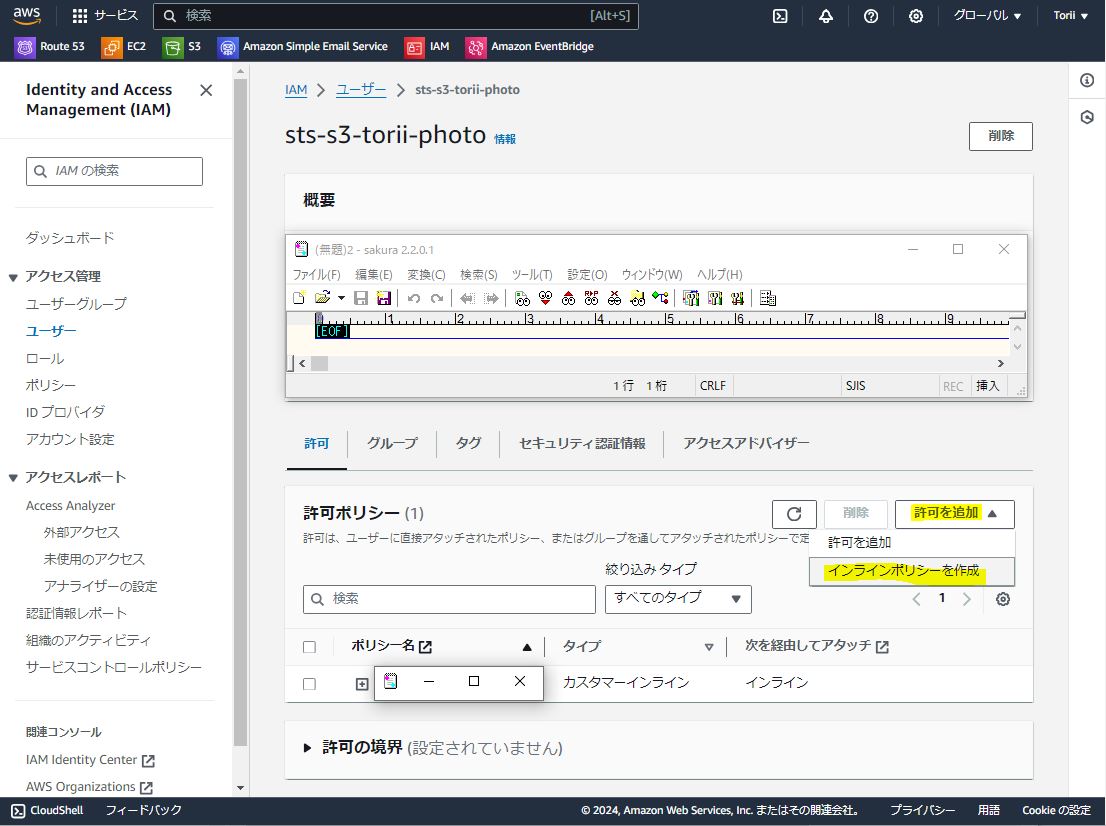 aws
サービス
検索
[Alt+S]
グローバル
Torii
Route 53
EC2
S3
Amazon Simple Email Service
IAM
Amazon EventBridge
Identity and Access
Management (IAM)
IAM の検索
ダッシュボード
アクセス管理
ユーザーグループ
ユーザー
ロール
ポリシー
ID プロバイダ
アカウント設定
アクセスレポート
Access Analyzer
外部アクセス
未使用のアクセス
アナライザーの設定
認証情報レポート
組織のアクティビティ
サービスコントロールポリシー
関連コンソール
IAM Identity Center
AWS Organizations
IAM
ユーザー
sts-s3-torii-photo
sts-s3-torii-photo 情報
削除
概要
(無題)2 - sakura 2.2.0.1
ファイル(F) 編集(E) 変換(C) 検索(S) ツール(T) 設定(O) ウィンドウ(W) ヘルプ(H)
0 1 2 3 4 5 6 7 8 9
[EOF]
1 行 1 桁 CRLF SJIS REC 挿入
許可 グループ タグ セキュリティ認証情報 アクセスアドバイザー
許可ポリシー (1)
削除
許可を追加
許可は、ユーザーに直接アタッチされたポリシー、またはグループを通してアタッチされたポリシーで定
許可を追加
インラインポリシーを作成
絞り込み タイプ
検索
すべてのタイプ
1
ポリシー名 タイプ 次を経由してアタッチ
カスタマーインライン インライン
許可の境界 (設定されていません)
CloudShell フィードバック
© 2024, Amazon Web Services, Inc. またはその関連会社。 プライバシー 用語 Cookie の設定